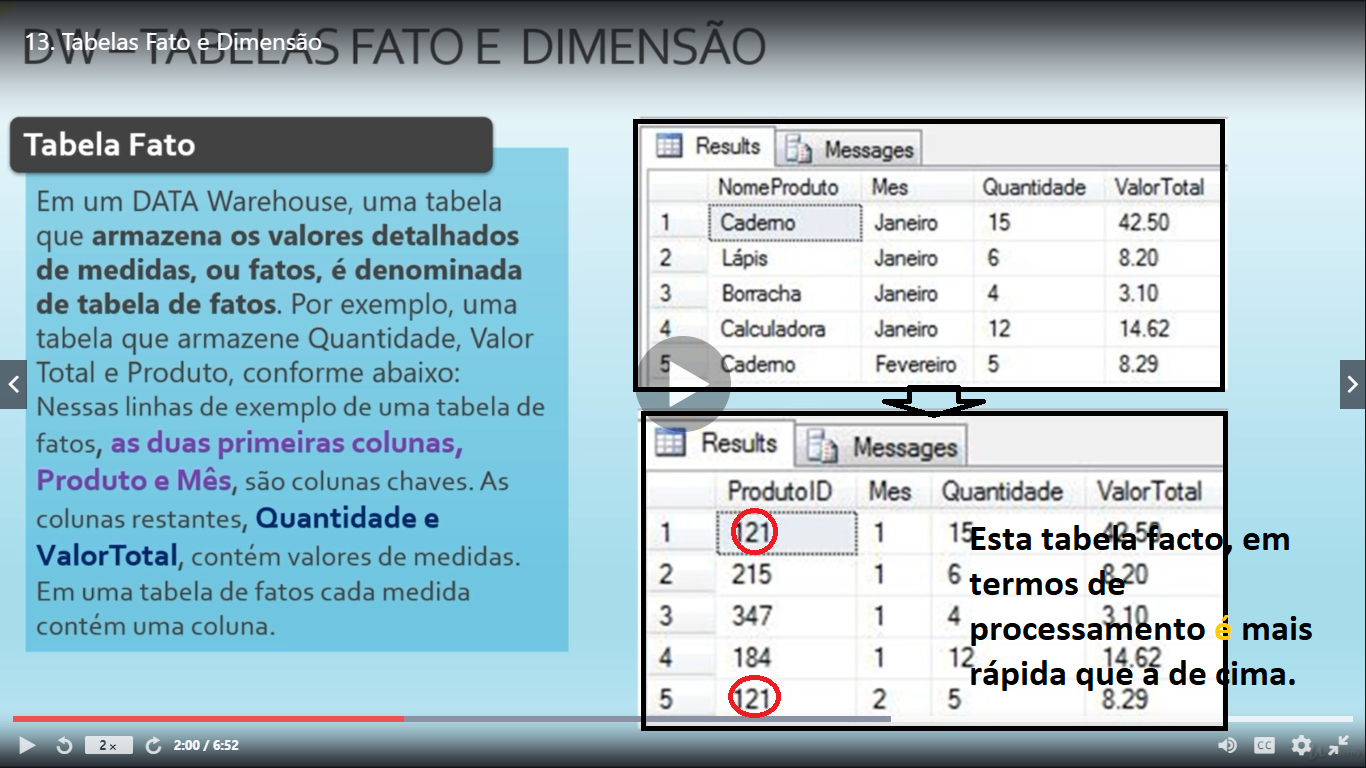 13. Tabelas Fato e Dimensão
DW – TABELAS FATO E DIMENSÃO
Tabela Fato
Em um DATA Warehouse, uma tabela
que armazena os valores detalhados
de medidas, ou fatos, é denominada
de tabela de fatos. Por exemplo, uma
tabela que armazene Quantidade, Valor
Total e Produto, conforme abaixo:
Nessas linhas de exemplo de uma tabela de
fatos, as duas primeiras colunas,
Produto e Mês, são colunas chaves. As
colunas restantes, Quantidade e
ValorTotal, contém valores de medidas.
Em uma tabela de fatos cada medida
contém uma coluna.
Results Messages
NomeProduto Mes Quantidade ValorTotal
1 Caderno Janeiro 15 42.50
2 Lápis Janeiro 6 8.20
3 Borracha Janeiro 4 3.10
4 Calculadora Janeiro 12 14.62
5 Caderno Fevereiro 5 8.29
Results Messages
ProdutoID Mes Quantidade ValorTotal
1 121 1 15 42.50
2 215 1 6 8.20
3 347 1 4 3.10
4 184 1 12 14.62
5 121 2 5 8.29
Esta tabela facto, em
termos de
processamento é mais
rápida que a de cima.
2x 2:00 / 6:52 CC